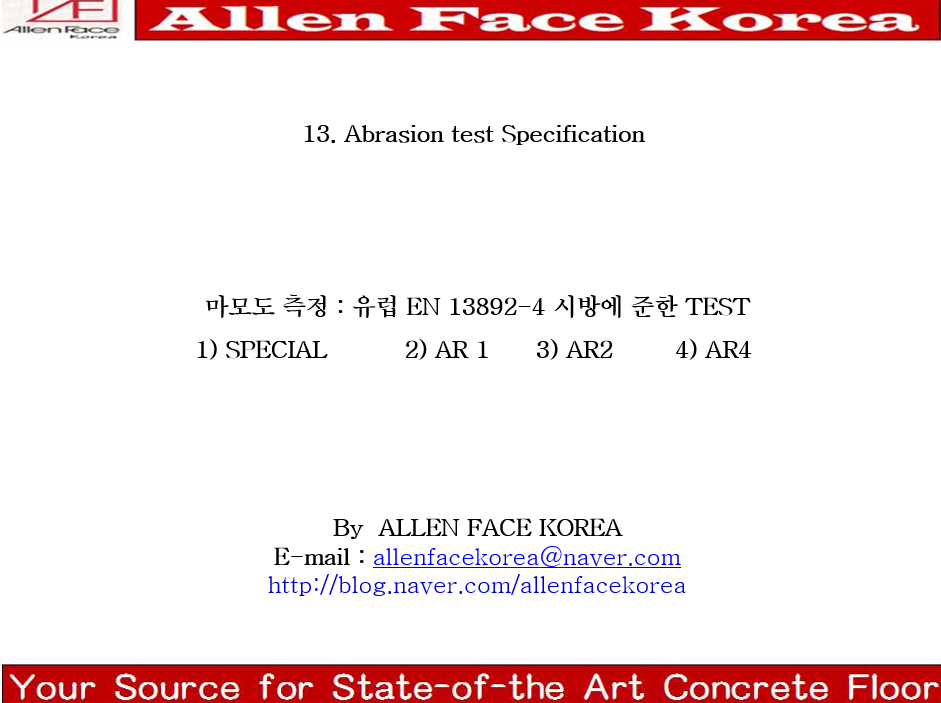 AF
Allen Face
Korea
Allen Face Korea
13. Abrasion test Specification
마모도 측정 : 유럽 EN 13892-4 시방에 준한 TEST
1) SPECIAL 2) AR 1 3) AR2 4) AR4
By ALLEN FACE KOREA
E-mail : allenfacekorea@naver.com
http://blog.naver.com/allenfacekorea
Your Source for State-of-the Art Concrete Floor